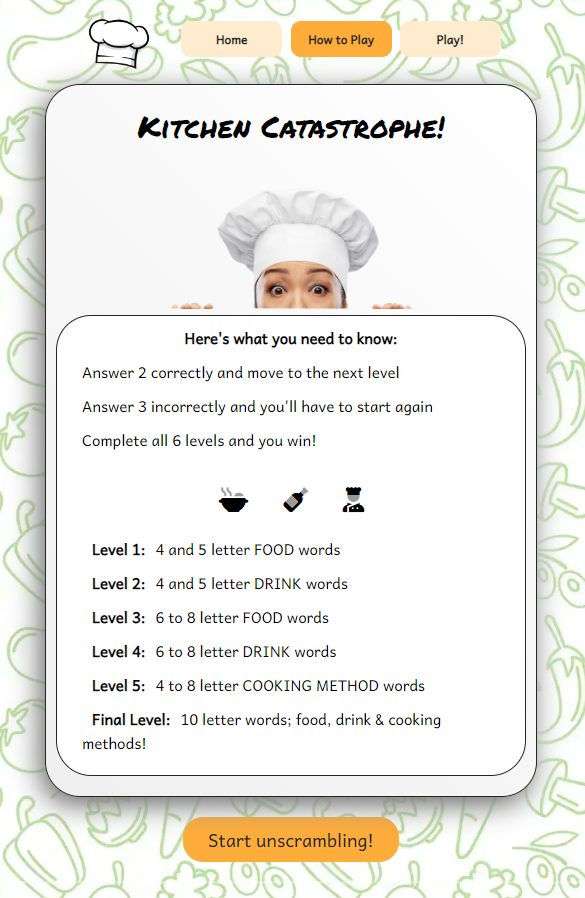 Home How to Play Play!
Kitchen Catastrophe!
Here's what you need to know:
Answer 2 correctly and move to the next level
Answer 3 incorrectly and you'll have to start again
Complete all 6 levels and you win!
Level 1: 4 and 5 letter FOOD words
Level 2: 4 and 5 letter DRINK words
Level 3: 6 to 8 letter FOOD words
Level 4: 6 to 8 letter DRINK words
Level 5: 4 to 8 letter COOKING METHOD words
Final Level: 10 letter words; food, drink & cooking
methods!
Start unscrambling!